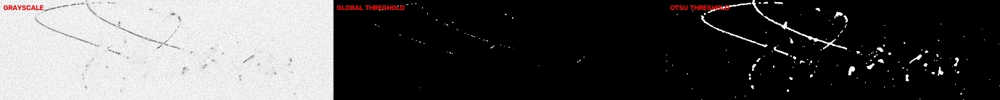 GRAYSCALE
GLOBAL THRESHOLD
OTSU THRESHOLD